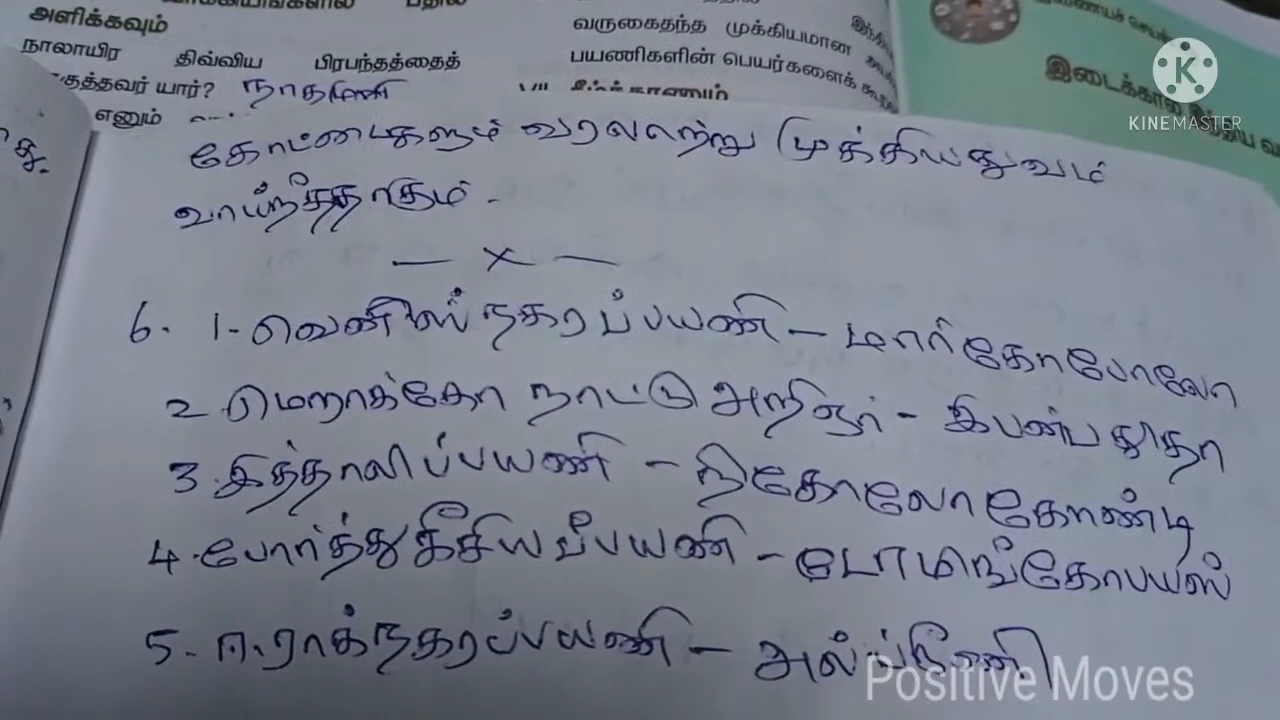 அளிக்கவும்
நாலாயிர திவ்விய பிரபந்தத்தைத்
குத்தவர் யார்? நாதமுனி
எனும்
வருகைதந்த முக்கியமான
பயணிகளின் பெயர்களைக்
இடைக்கால இந்திய
KINEMASTER
து.
கோட்டைகளும் வரலாற்று முக்கியதுவம்
வாய்ந்ததாகும்.
— x —
6. 1. வெனிஸ் நகரப்பயணி – மார்கோபோலோ
2. மொராக்கோ நாட்டு அறிஞர் – இபன்பதூதா
3. இத்தாலிப்பயணி – நிகோலோகோண்டி
4. போர்த்துகீசியப்பயணி – டோமிங்கோபயஸ்
5. ஈ.ராக்நகரப்பயணி – அல்பருனி
Positive Moves